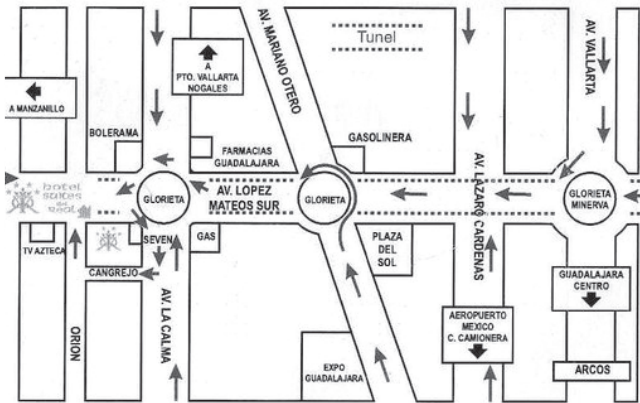 Tunel
AV. MARIANO OTERO
AV. VALLARTA
A
PTO. VALLARTA
NOGALES
A MANZANILLO
BOLERAMA
FARMACIAS
GUADALAJARA
GASOLINERA
AV. LAZARO CARDENAS
hotel
suites
del
Real
GLORIETA
AV. LOPEZ
MATEOS SUR
GLORIETA
GLORIETA
MINERVA
TV AZTECA
SEVEN
GAS
PLAZA
DEL
SOL
CANGREJO
GUADALAJARA
CENTRO
ORION
AV. LA CALMA
AEROPUERTO
MEXICO
C. CAMIONERA
EXPO
GUADALAJARA
ARCOS